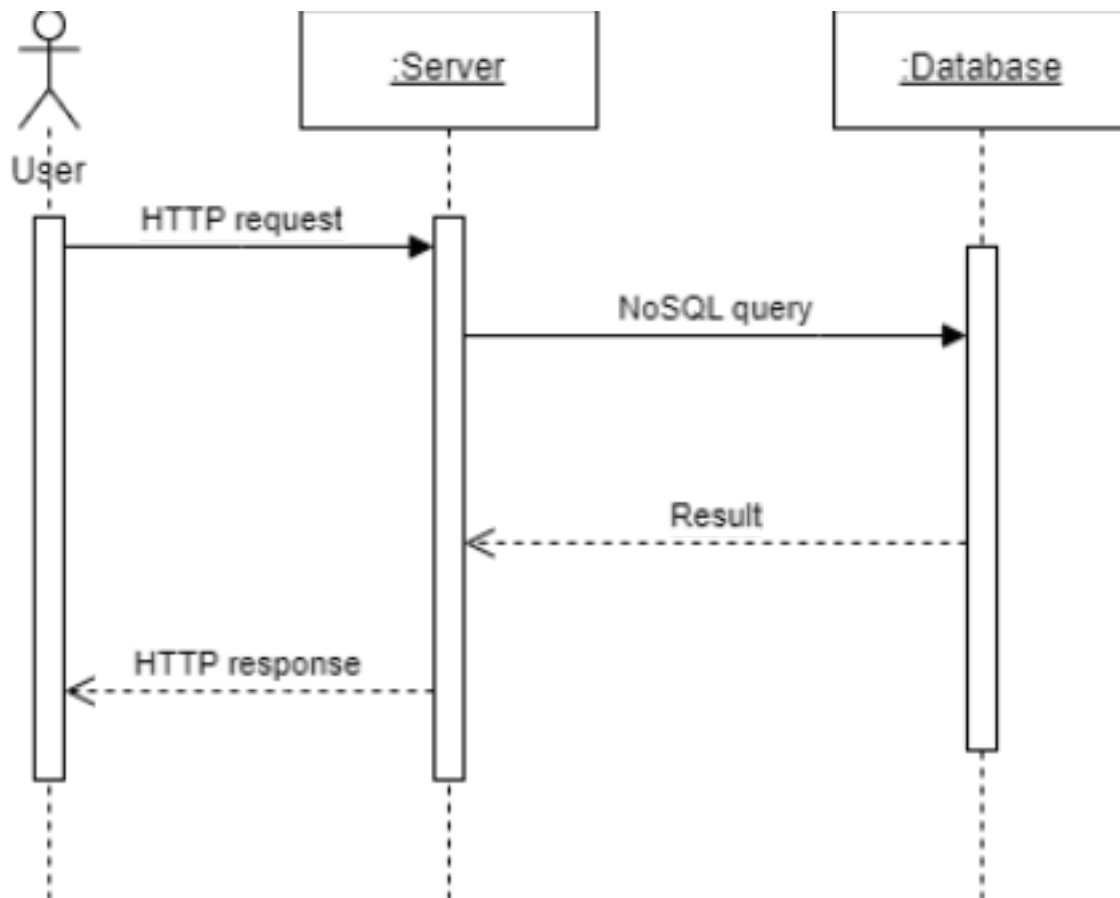 :Server
:Database
User
HTTP request
NoSQL query
Result
HTTP response